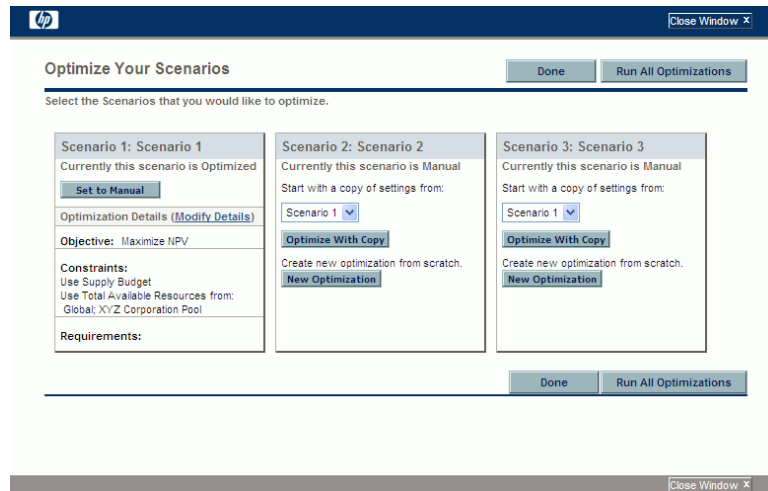 hp
Close Window x
Optimize Your Scenarios
Done
Run All Optimizations
Select the Scenarios that you would like to optimize.
Scenario 1: Scenario 1
Currently this scenario is Optimized
Set to Manual
Optimization Details (Modify Details)
Objective: Maximize NPV
Constraints:
Use Supply Budget
Use Total Available Resources from:
Global; XYZ Corporation Pool
Requirements:
Scenario 2: Scenario 2
Currently this scenario is Manual
Start with a copy of settings from:
Scenario 1
Optimize With Copy
Create new optimization from scratch.
New Optimization
Scenario 3: Scenario 3
Currently this scenario is Manual
Start with a copy of settings from:
Scenario 1
Optimize With Copy
Create new optimization from scratch.
New Optimization
Done
Run All Optimizations
Close Window x